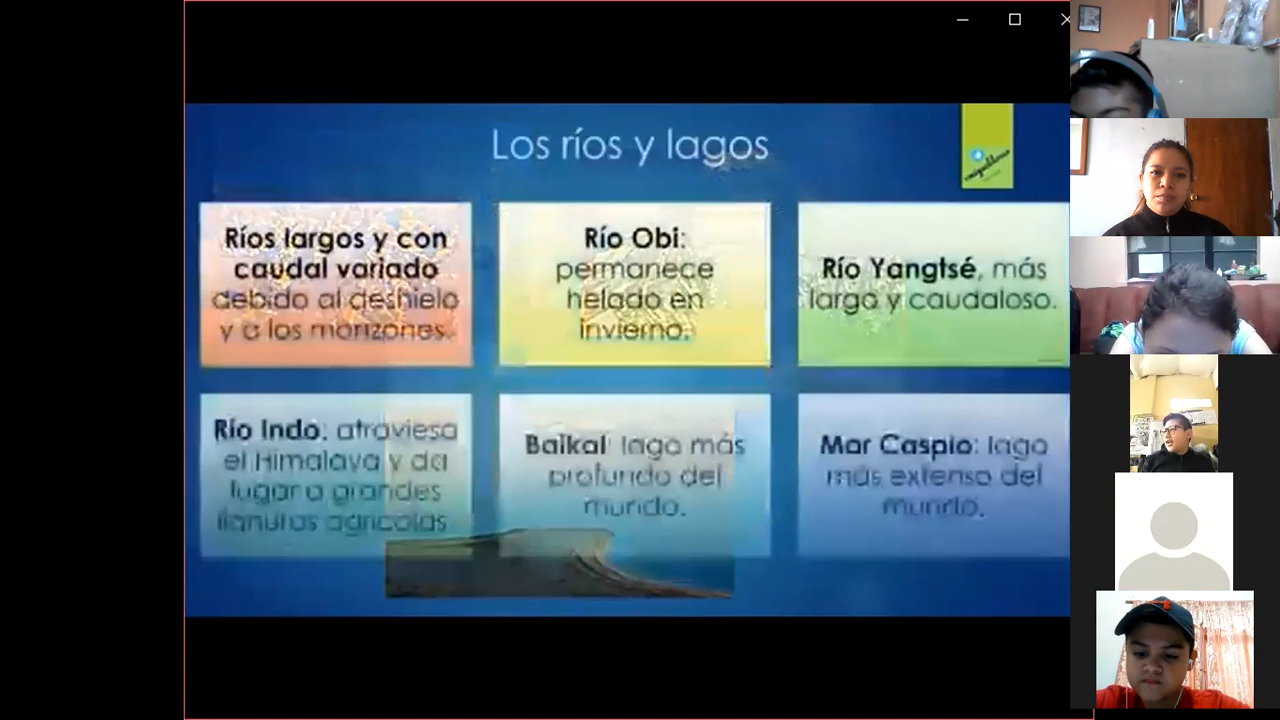 Los ríos y lagos
Ríos largos y con
caudal variado
debido al deshielo
y a los monzones.
Río Obi:
permanece
helado en
invierno.
Río Yangtsé, más
largo y caudaloso.
Río Indo: atraviesa
el Himalaya y da
lugar a grandes
llanuras agrícolas
Baikal: lago más
profundo del
mundo.
Mar Caspio: lago
más extenso del
mundo.